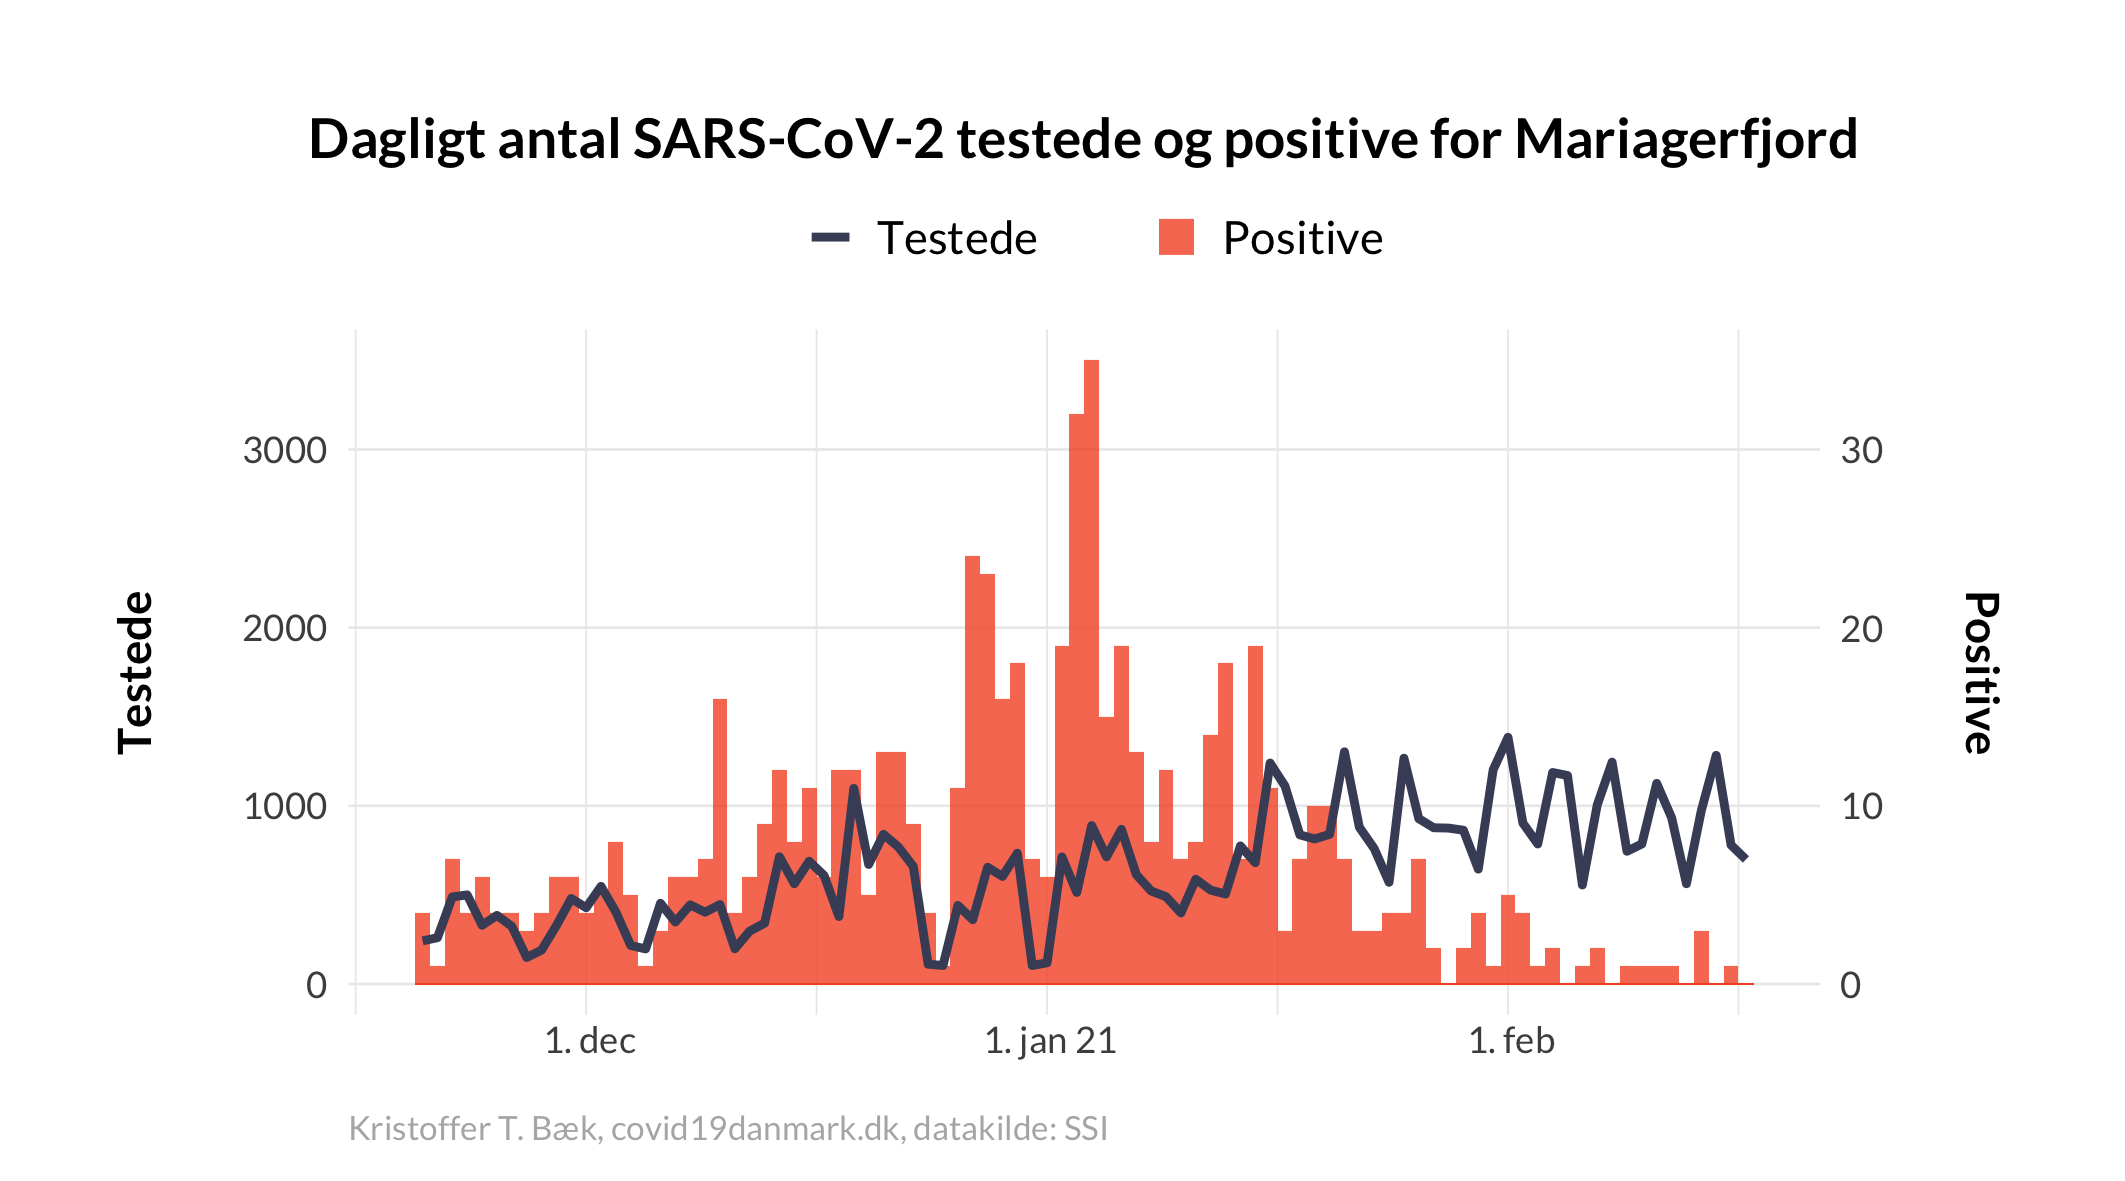 Dagligt antal SARS-CoV-2 testede og positive for Mariagerfjord
Testede Positive
3000 30
2000 20
1000 10
0 0
Testede
Positive
1. dec 1. jan 21 1. feb
Kristoffer T. Bæk, covid19danmark.dk, datakilde: SSI